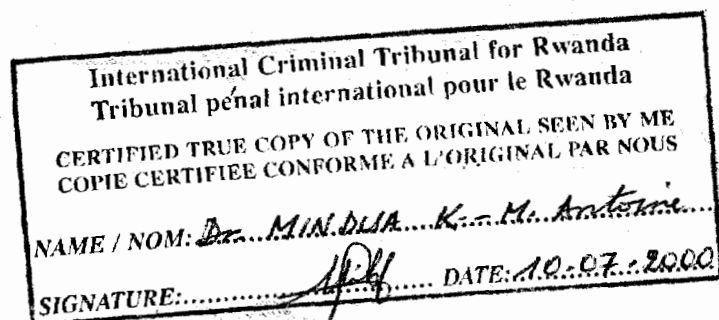 International Criminal Tribunal for Rwanda
Tribunal pénal international pour le Rwanda
CERTIFIED TRUE COPY OF THE ORIGINAL SEEN BY ME
COPIE CERTIFIEE CONFORME A L'ORIGINAL PAR NOUS
NAME / NOM: Dr. MINDUA K.-M. Antoine
SIGNATURE:.................................... DATE: 10-07-2000